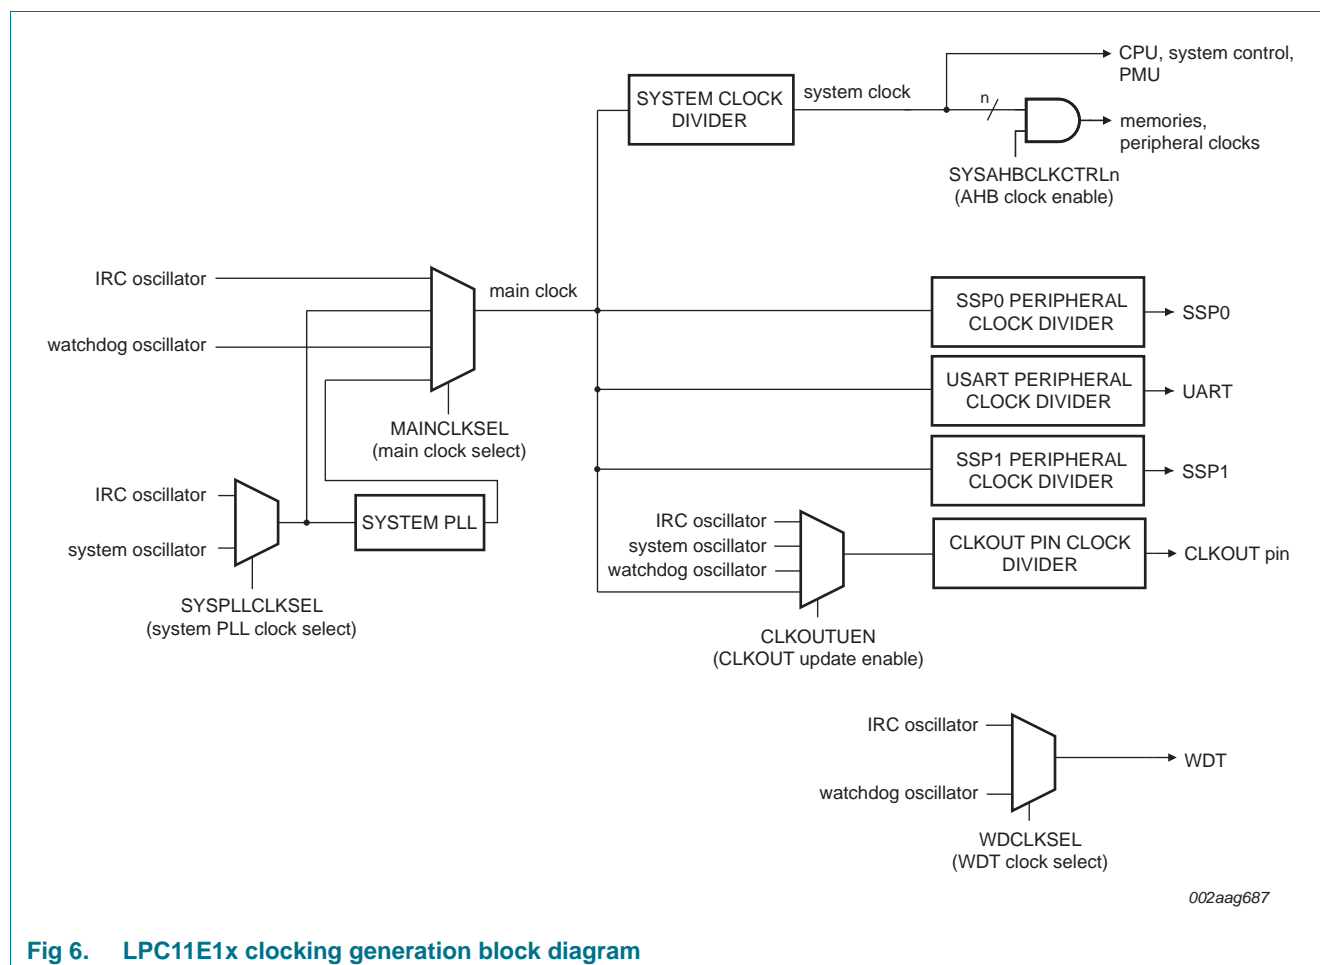 CPU, system control,
PMU
SYSTEM CLOCK
DIVIDER
system clock
n
memories,
peripheral clocks
SYSAHBCLKCTRLn
(AHB clock enable)
IRC oscillator
main clock
watchdog oscillator
MAINCLKSEL
(main clock select)
SSP0 PERIPHERAL
CLOCK DIVIDER
SSP0
USART PERIPHERAL
CLOCK DIVIDER
UART
SSP1 PERIPHERAL
CLOCK DIVIDER
SSP1
IRC oscillator
system oscillator
SYSTEM PLL
SYSPLLCLKSEL
(system PLL clock select)
IRC oscillator
system oscillator
watchdog oscillator
CLKOUT PIN CLOCK
DIVIDER
CLKOUT pin
CLKOUTUEN
(CLKOUT update enable)
IRC oscillator
watchdog oscillator
WDT
WDCLKSEL
(WDT clock select)
002aag687
Fig 6. LPC11E1x clocking generation block diagram